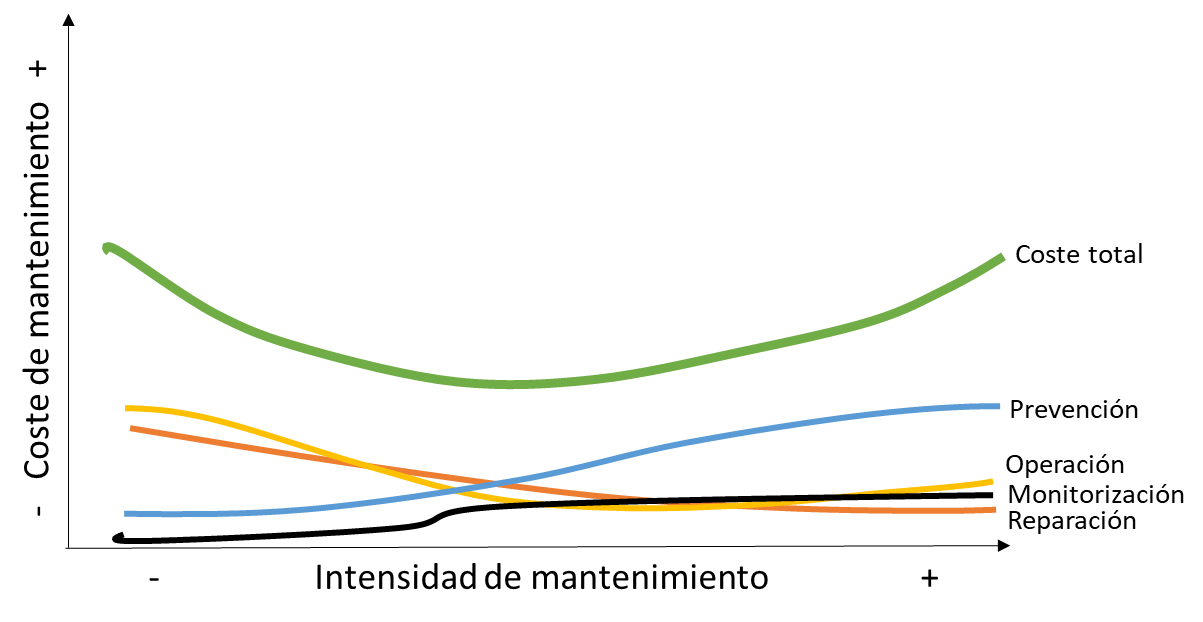 Coste de mantenimiento
+
-
Coste total
Prevención
Operación
Monitorización
Reparación
-
Intensidad de mantenimiento
+